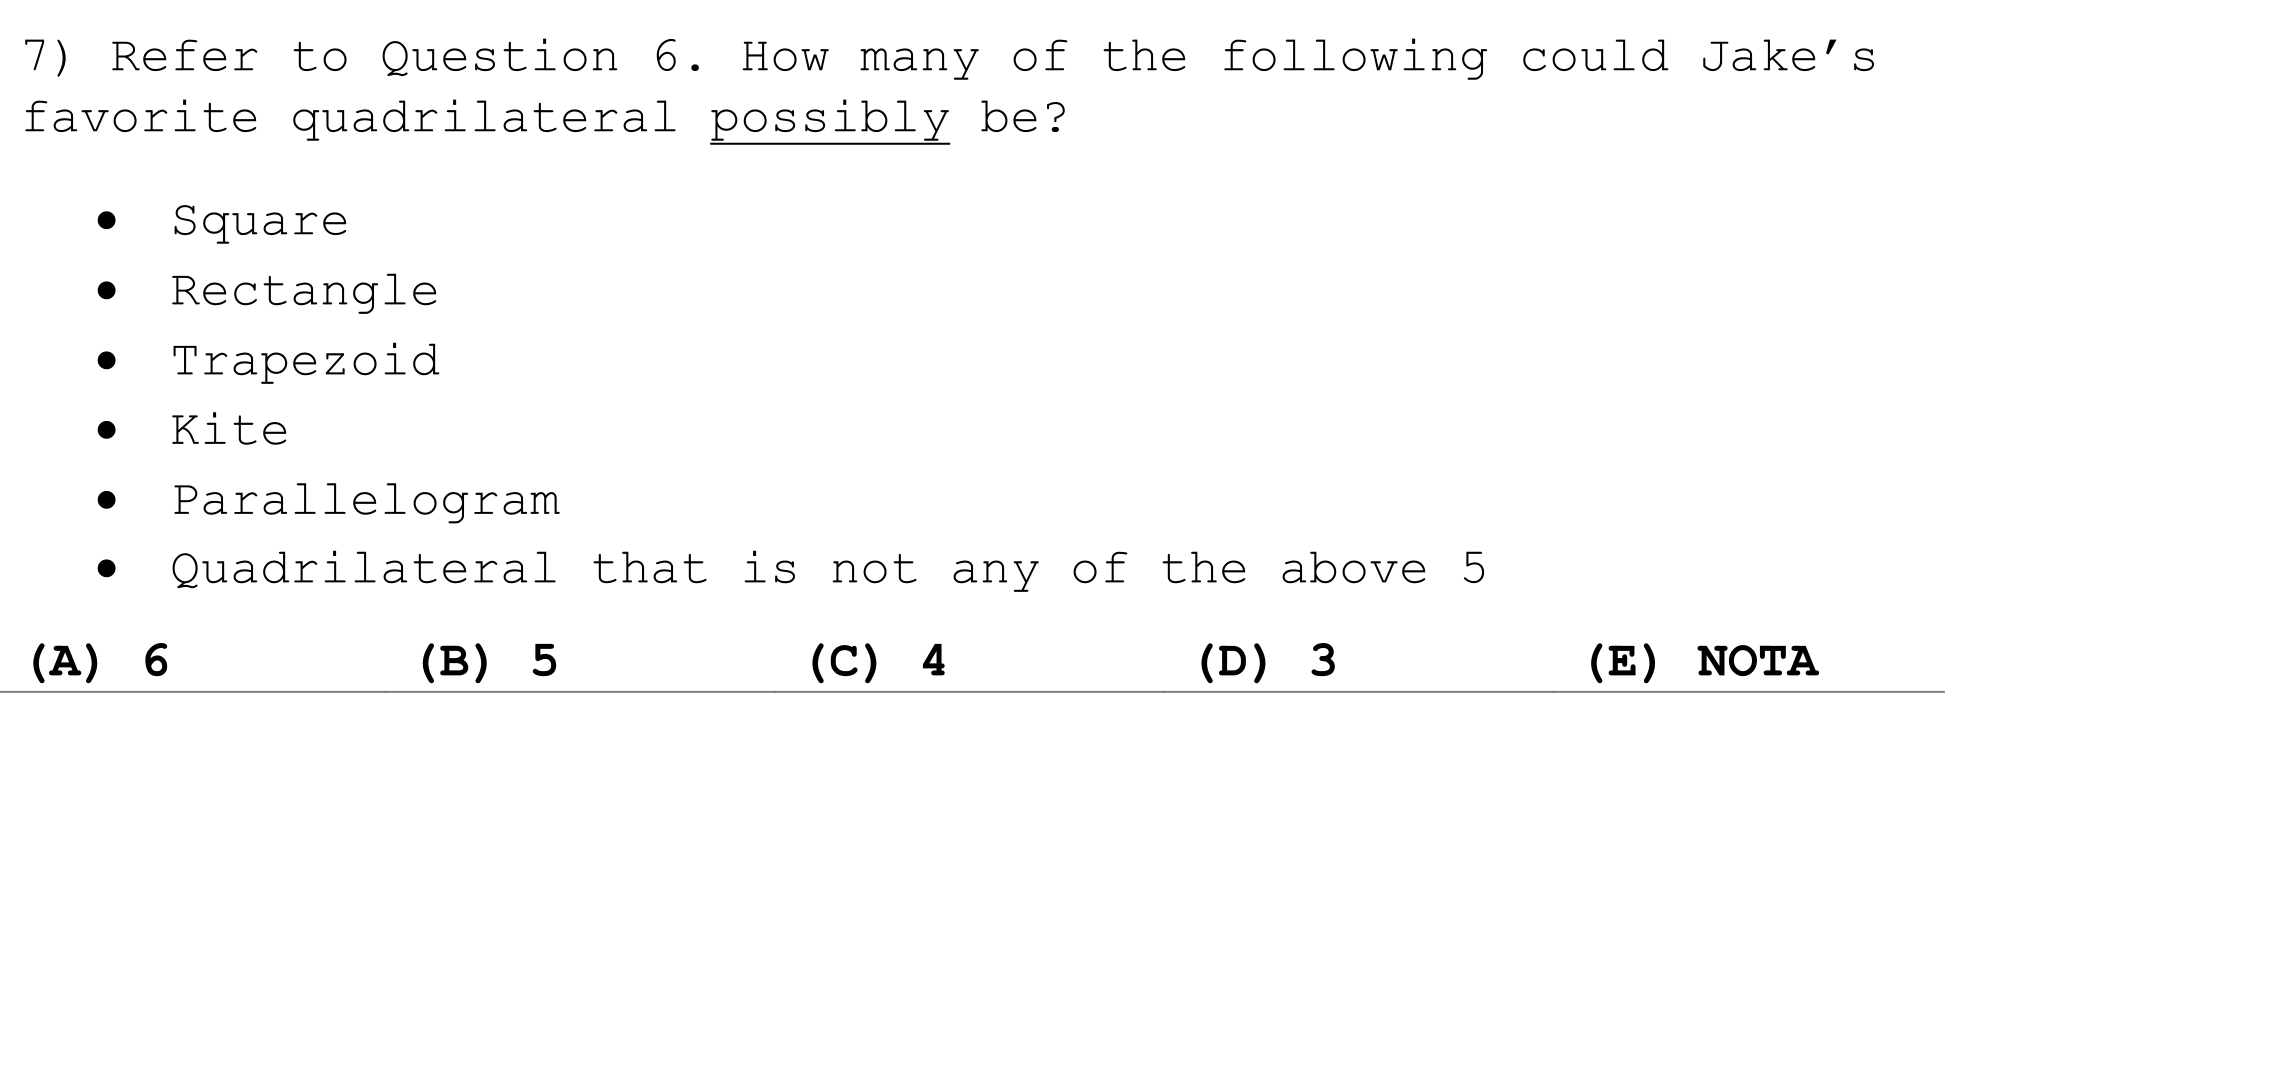 7) Refer to Question 6. How many of the following could Jake’s
favorite quadrilateral possibly be?
• Square
• Rectangle
• Trapezoid
• Kite
• Parallelogram
• Quadrilateral that is not any of the above 5
(A) 6 (B) 5 (C) 4 (D) 3 (E) NOTA